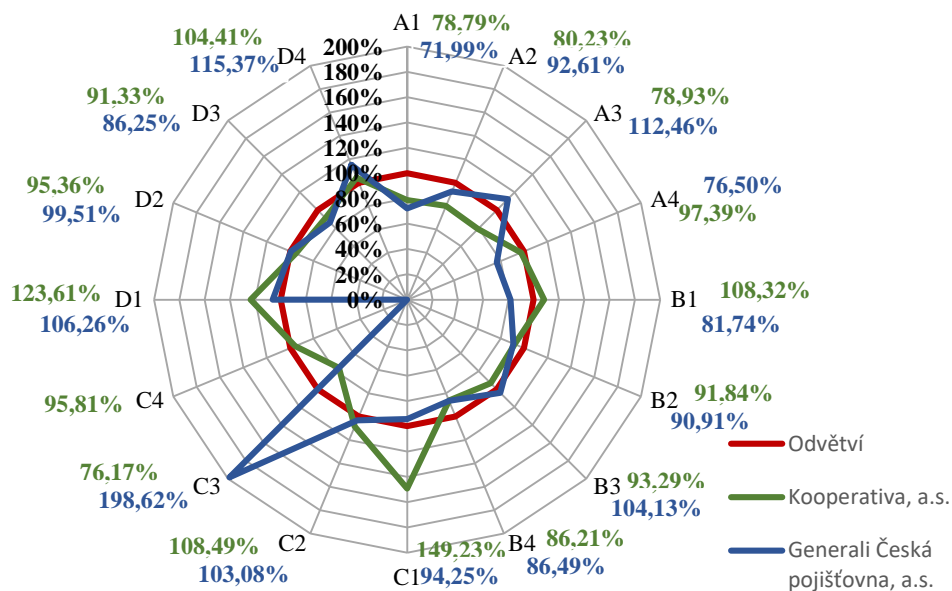 A1
78,79%
71,99%
A2
80,23%
92,61%
A3
78,93%
112,46%
A4
76,50%
97,39%
B1
108,32%
81,74%
B2
91,84%
90,91%
B3
93,29%
104,13%
B4
86,21%
86,49%
C1
149,23%
94,25%
C2
108,49%
103,08%
C3
76,17%
198,62%
C4
95,81%
D1
123,61%
106,26%
D2
95,36%
99,51%
D3
91,33%
86,25%
D4
104,41%
115,37%
200%
180%
160%
140%
120%
100%
80%
60%
40%
20%
0%
Odvětví
Kooperativa, a.s.
Generali Česká
pojišťovna, a.s.